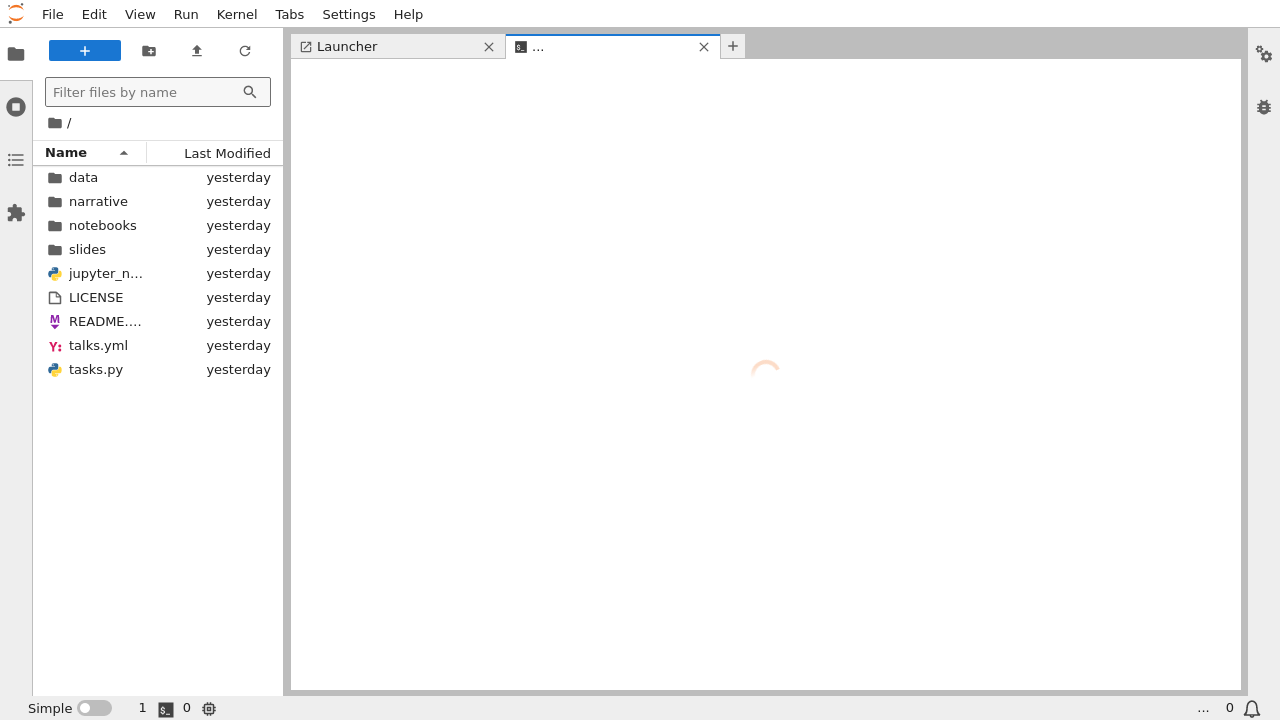 File Edit View Run Kernel Tabs Settings Help
Launcher
...
Filter files by name
/
Name Last Modified
data yesterday
narrative yesterday
notebooks yesterday
slides yesterday
jupyter_n... yesterday
LICENSE yesterday
README.... yesterday
talks.yml yesterday
tasks.py yesterday
Simple 1 0 ... 0